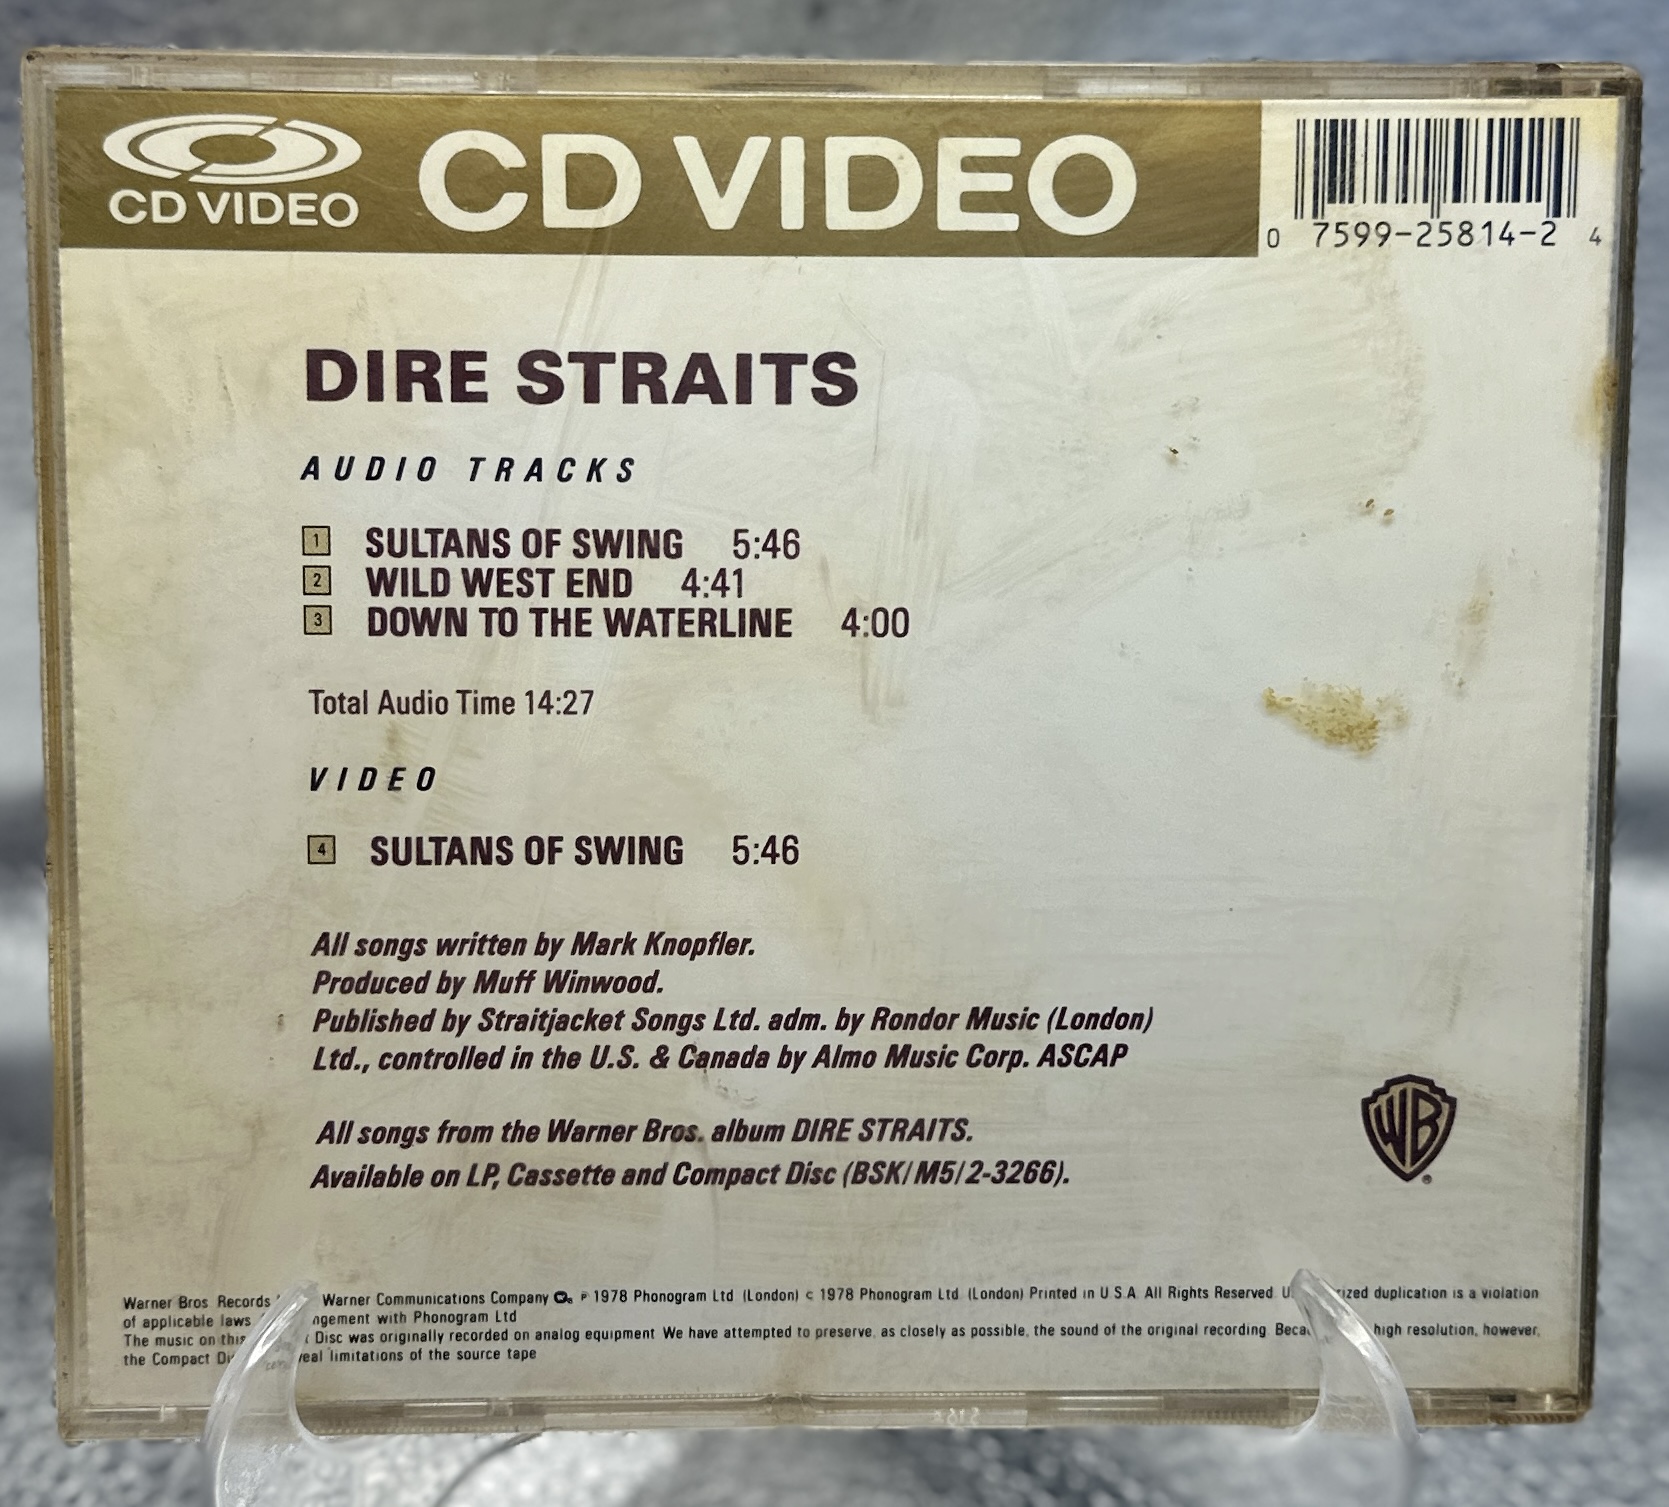 CD VIDEO
CD VIDEO
0 7599-25814-2 4
DIRE STRAITS
AUDIO TRACKS
1 SULTANS OF SWING 5:46
2 WILD WEST END 4:41
3 DOWN TO THE WATERLINE 4:00
Total Audio Time 14:27
VIDEO
4 SULTANS OF SWING 5:46
All songs written by Mark Knopfler.
Produced by Muff Winwood.
Published by Straitjacket Songs Ltd. adm. by Rondor Music (London)
Ltd., controlled in the U.S. & Canada by Almo Music Corp. ASCAP
All songs from the Warner Bros. album DIRE STRAITS.
Available on LP, Cassette and Compact Disc (BSK/M5/2-3266).
WB
Warner Bros. Records Warner Communications Company ℗ 1978 Phonogram Ltd. (London) © 1978 Phonogram Ltd. (London) Printed in U.S.A. All Rights Reserved. duplication is a violation
of applicable laws. with Phonogram Ltd.
The music on this Disc was originally recorded on analog equipment. We have attempted to preserve, as closely as possible, the sound of the original recording. high resolution, however,
the Compact limitations of the source tape